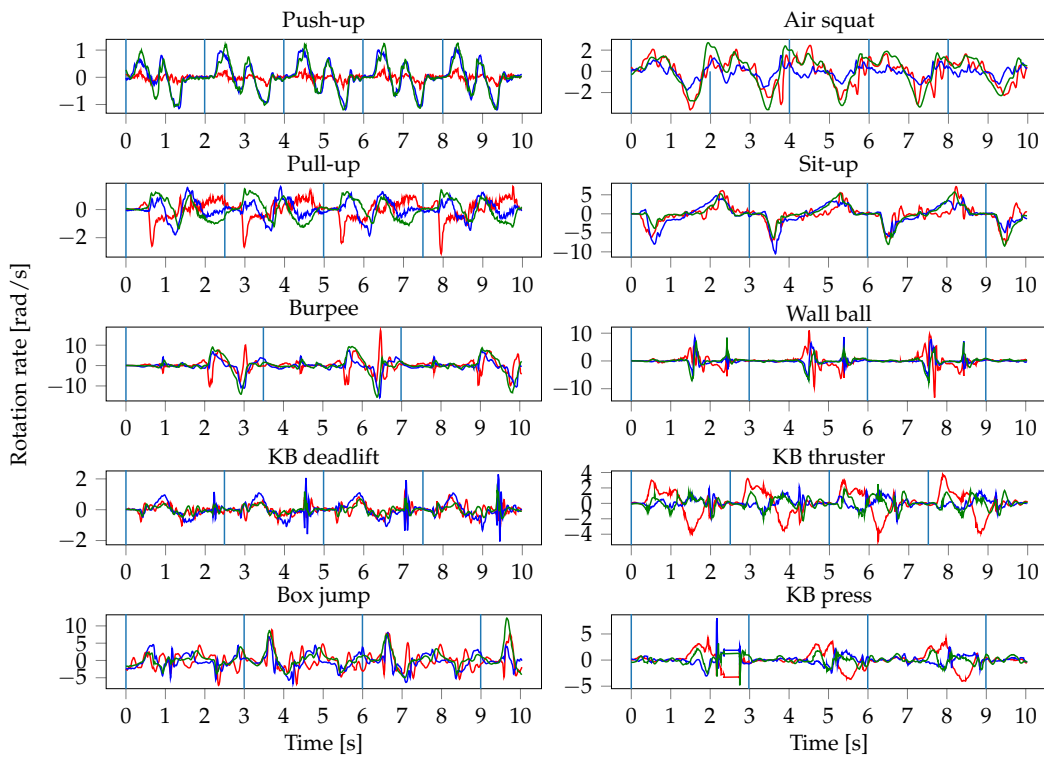 Push-up
Air squat
1
0
−1
2
0
−2
0 1 2 3 4 5 6 7 8 9 10
0 1 2 3 4 5 6 7 8 9 10
Pull-up
Sit-up
0
−2
5
0
−5
−10
0 1 2 3 4 5 6 7 8 9 10
0 1 2 3 4 5 6 7 8 9 10
Rotation rate [rad/s]
Burpee
Wall ball
10
0
−10
10
0
−10
0 1 2 3 4 5 6 7 8 9 10
0 1 2 3 4 5 6 7 8 9 10
KB deadlift
KB thruster
2
0
−2
4
2
0
−2
−4
0 1 2 3 4 5 6 7 8 9 10
0 1 2 3 4 5 6 7 8 9 10
Box jump
KB press
10
5
0
−5
5
0
−5
0 1 2 3 4 5 6 7 8 9 10
0 1 2 3 4 5 6 7 8 9 10
Time [s]
Time [s]